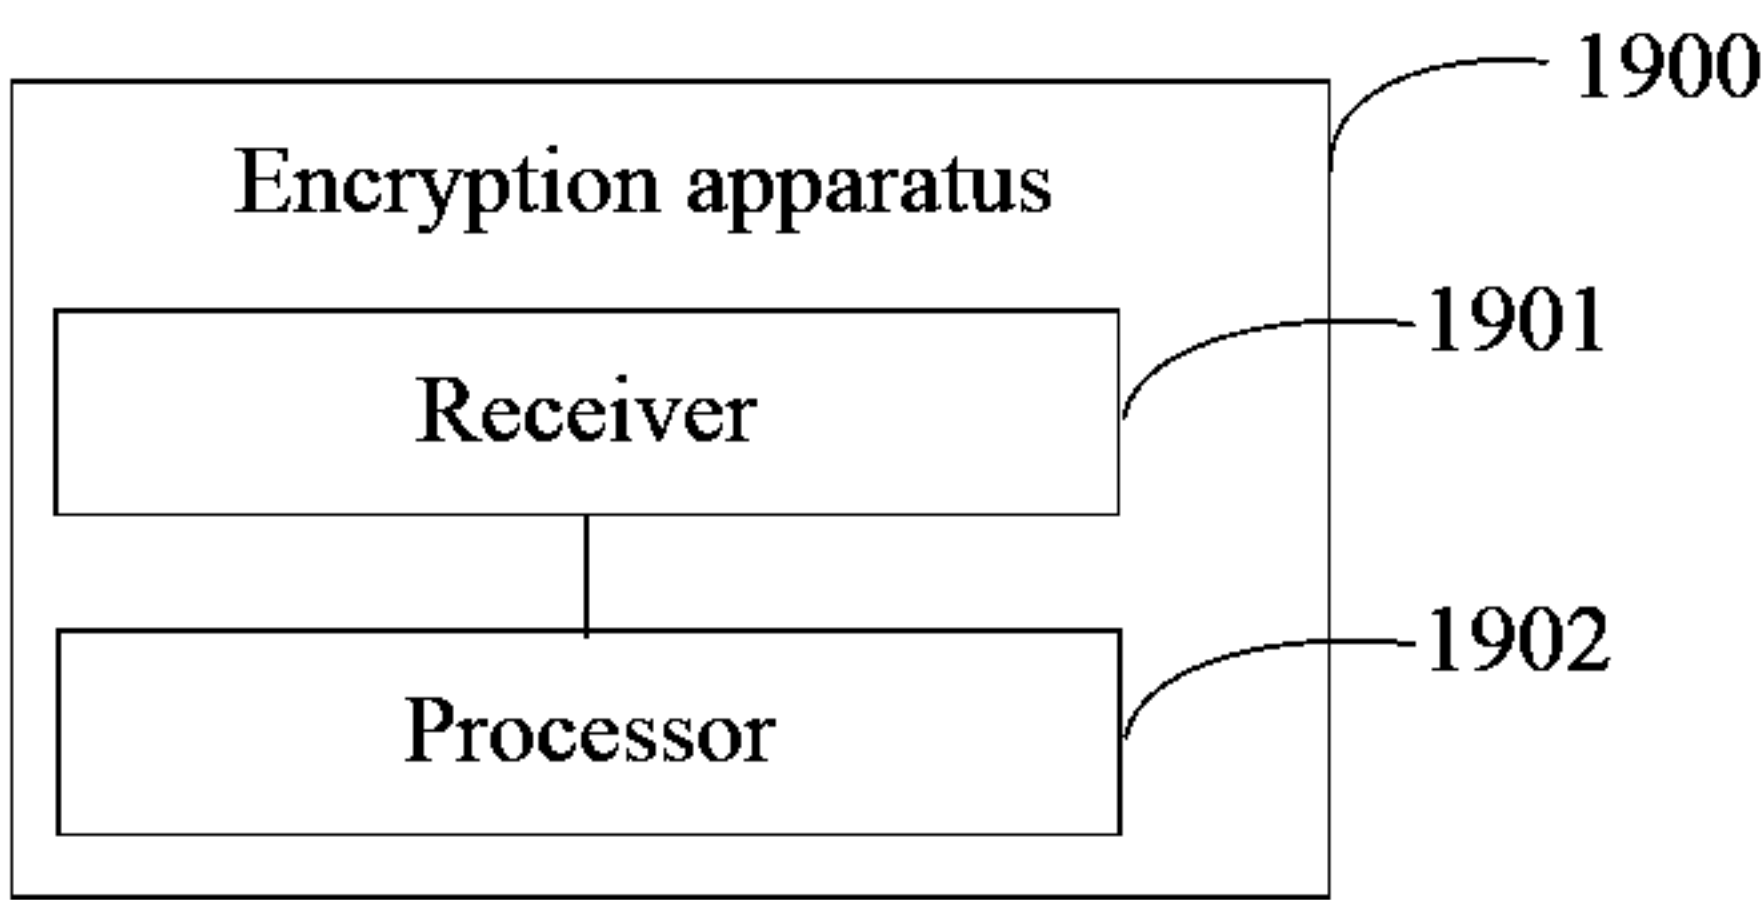 1900
Encryption apparatus
1901
Receiver
1902
Processor